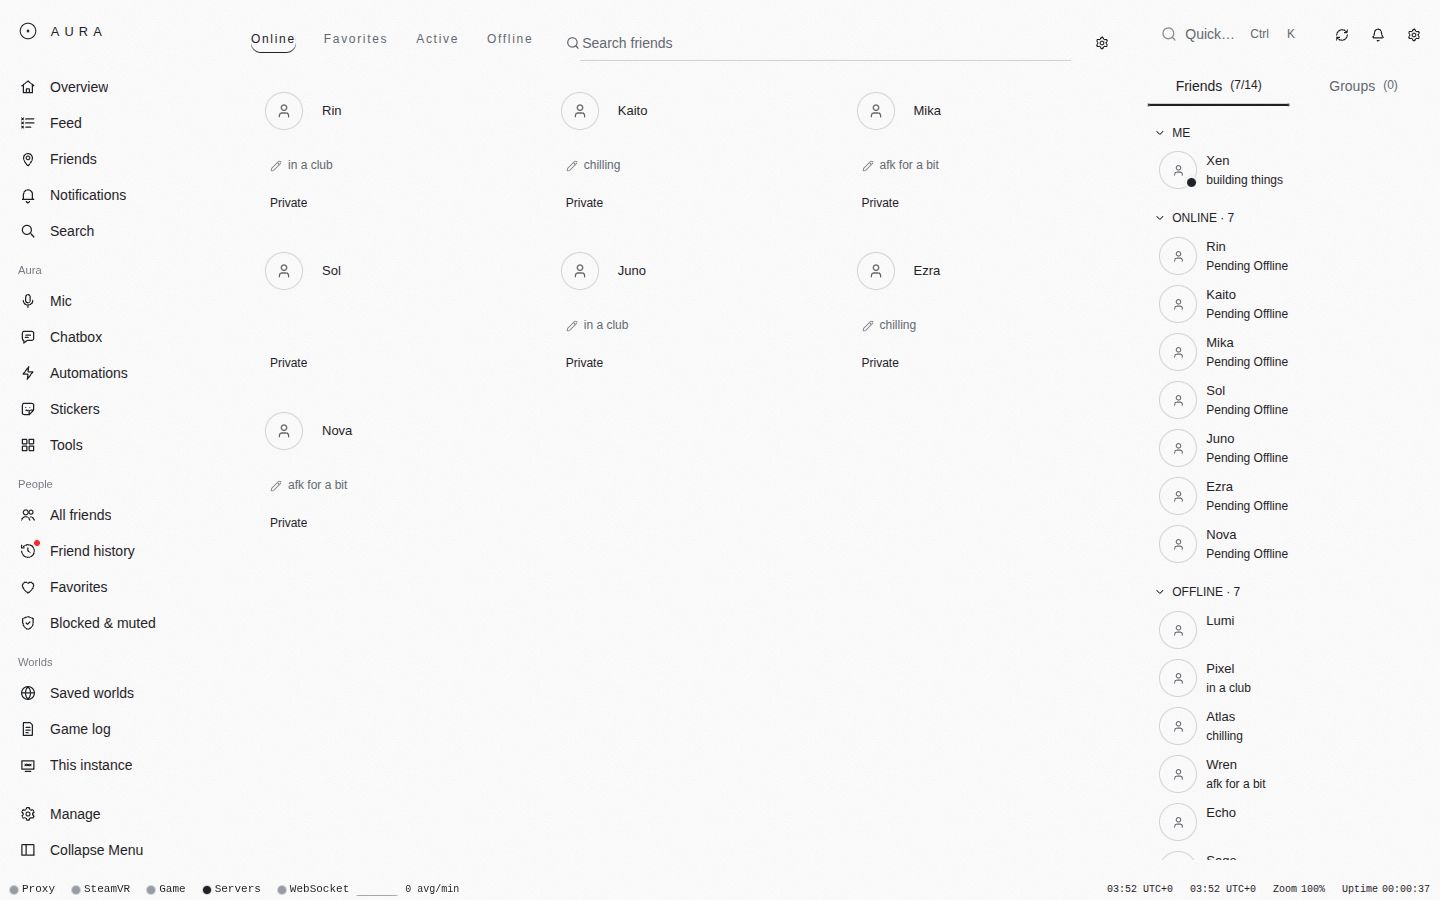 AURA
Overview
Feed
Friends
Notifications
Search
Aura
Mic
Chatbox
Automations
Stickers
Tools
People
All friends
Friend history
Favorites
Blocked & muted
Worlds
Saved worlds
Game log
This instance
Manage
Collapse Menu
Online Favorites Active Offline Search friends
Rin
in a club
Private
Kaito
chilling
Private
Mika
afk for a bit
Private
Sol
Private
Juno
in a club
Private
Ezra
chilling
Private
Nova
afk for a bit
Private
Quick… Ctrl K
Friends (7/14) Groups (0)
ME
Xen
building things
ONLINE · 7
Rin
Pending Offline
Kaito
Pending Offline
Mika
Pending Offline
Sol
Pending Offline
Juno
Pending Offline
Ezra
Pending Offline
Nova
Pending Offline
OFFLINE · 7
Lumi
Pixel
in a club
Atlas
chilling
Wren
afk for a bit
Echo
Proxy SteamVR Game Servers WebSocket 0 avg/min 03:52 UTC+0 03:52 UTC+0 Zoom 100% Uptime 00:00:37